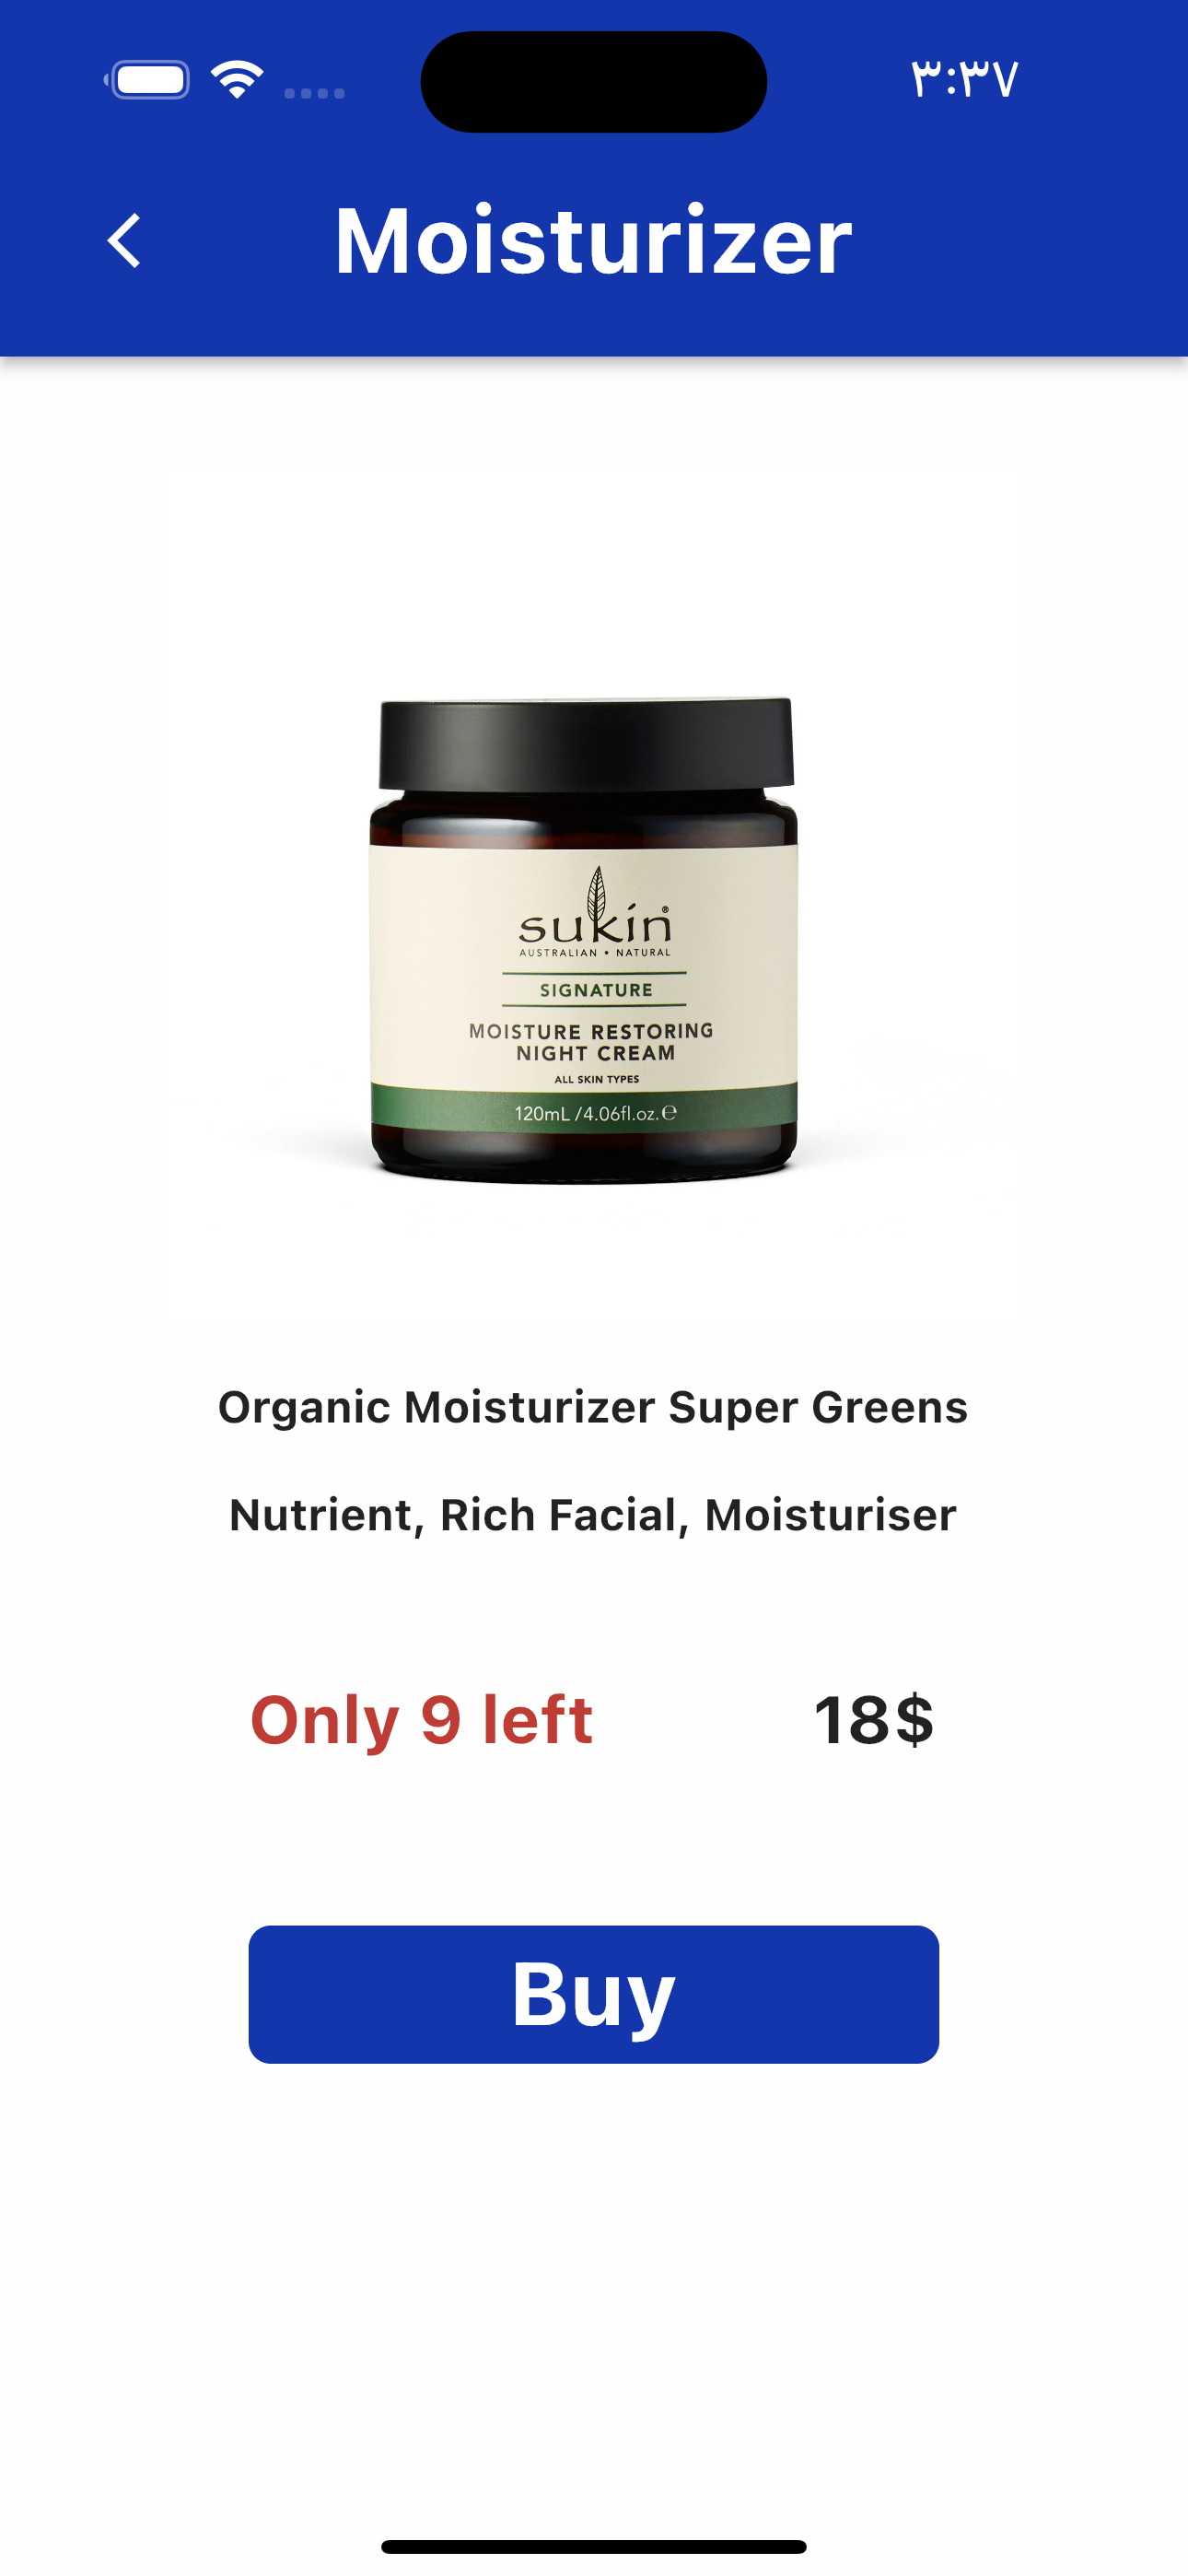 ٣:٣٧
Moisturizer
sukin®
AUSTRALIAN • NATURAL
SIGNATURE
MOISTURE RESTORING
NIGHT CREAM
ALL SKIN TYPES
120mL /4.06fl.oz.℮
Organic Moisturizer Super Greens
Nutrient, Rich Facial, Moisturiser
Only 9 left
18$
Buy